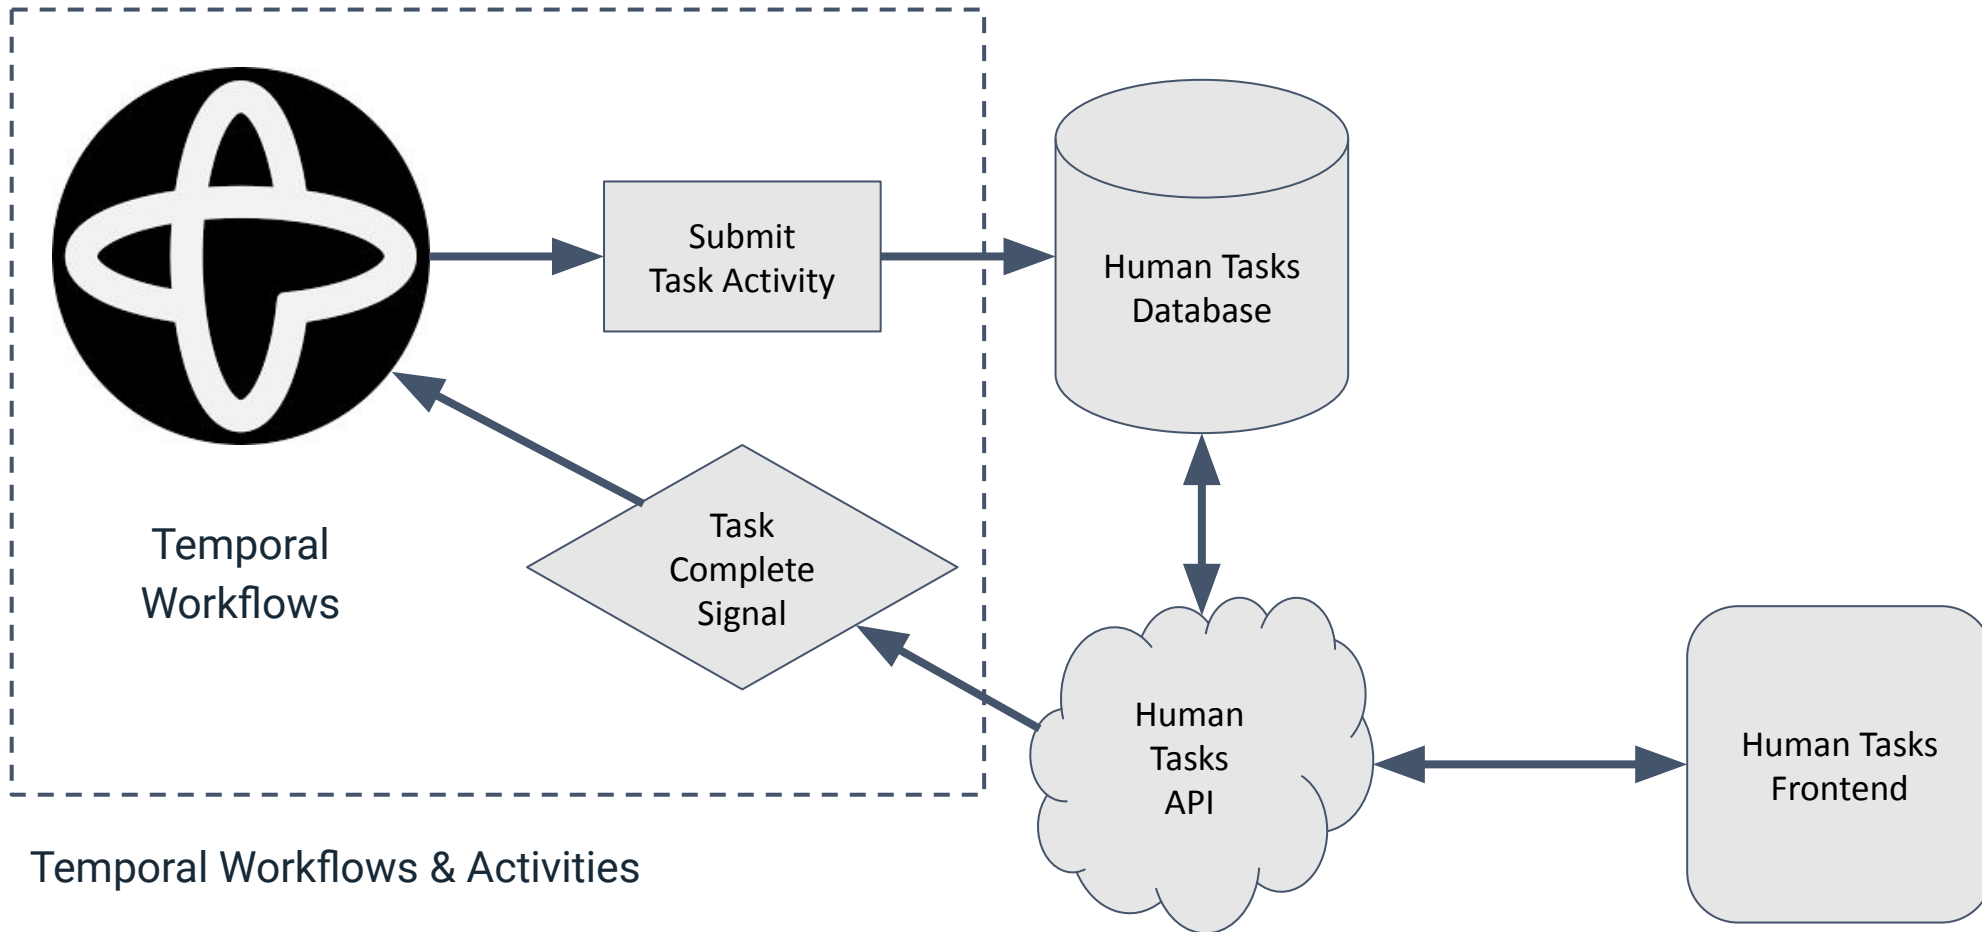 Submit
Task Activity
Human Tasks
Database
Temporal
Workflows
Task
Complete
Signal
Human
Tasks
API
Human Tasks
Frontend
Temporal Workflows & Activities